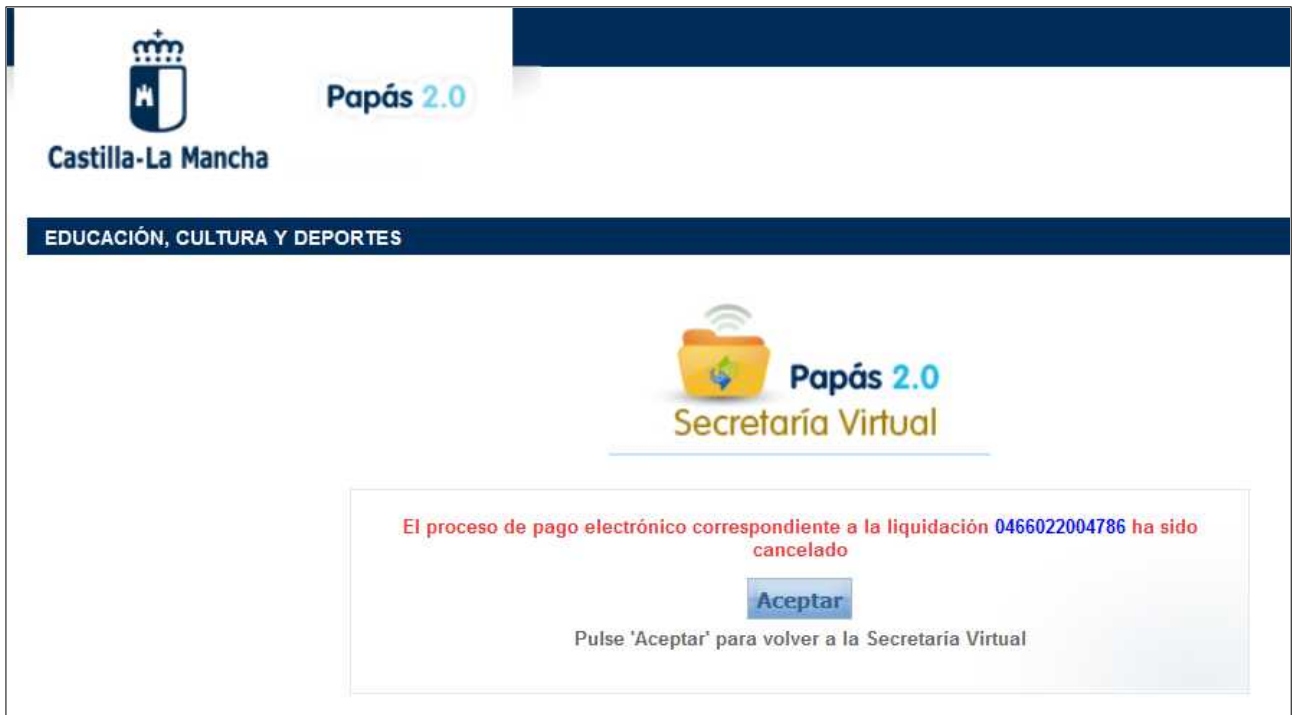 Papás 2.0
Castilla-La Mancha
EDUCACIÓN, CULTURA Y DEPORTES
Papás 2.0
Secretaría Virtual
El proceso de pago electrónico correspondiente a la liquidación 0466022004786 ha sido
cancelado
Aceptar
Pulse 'Aceptar' para volver a la Secretaría Virtual